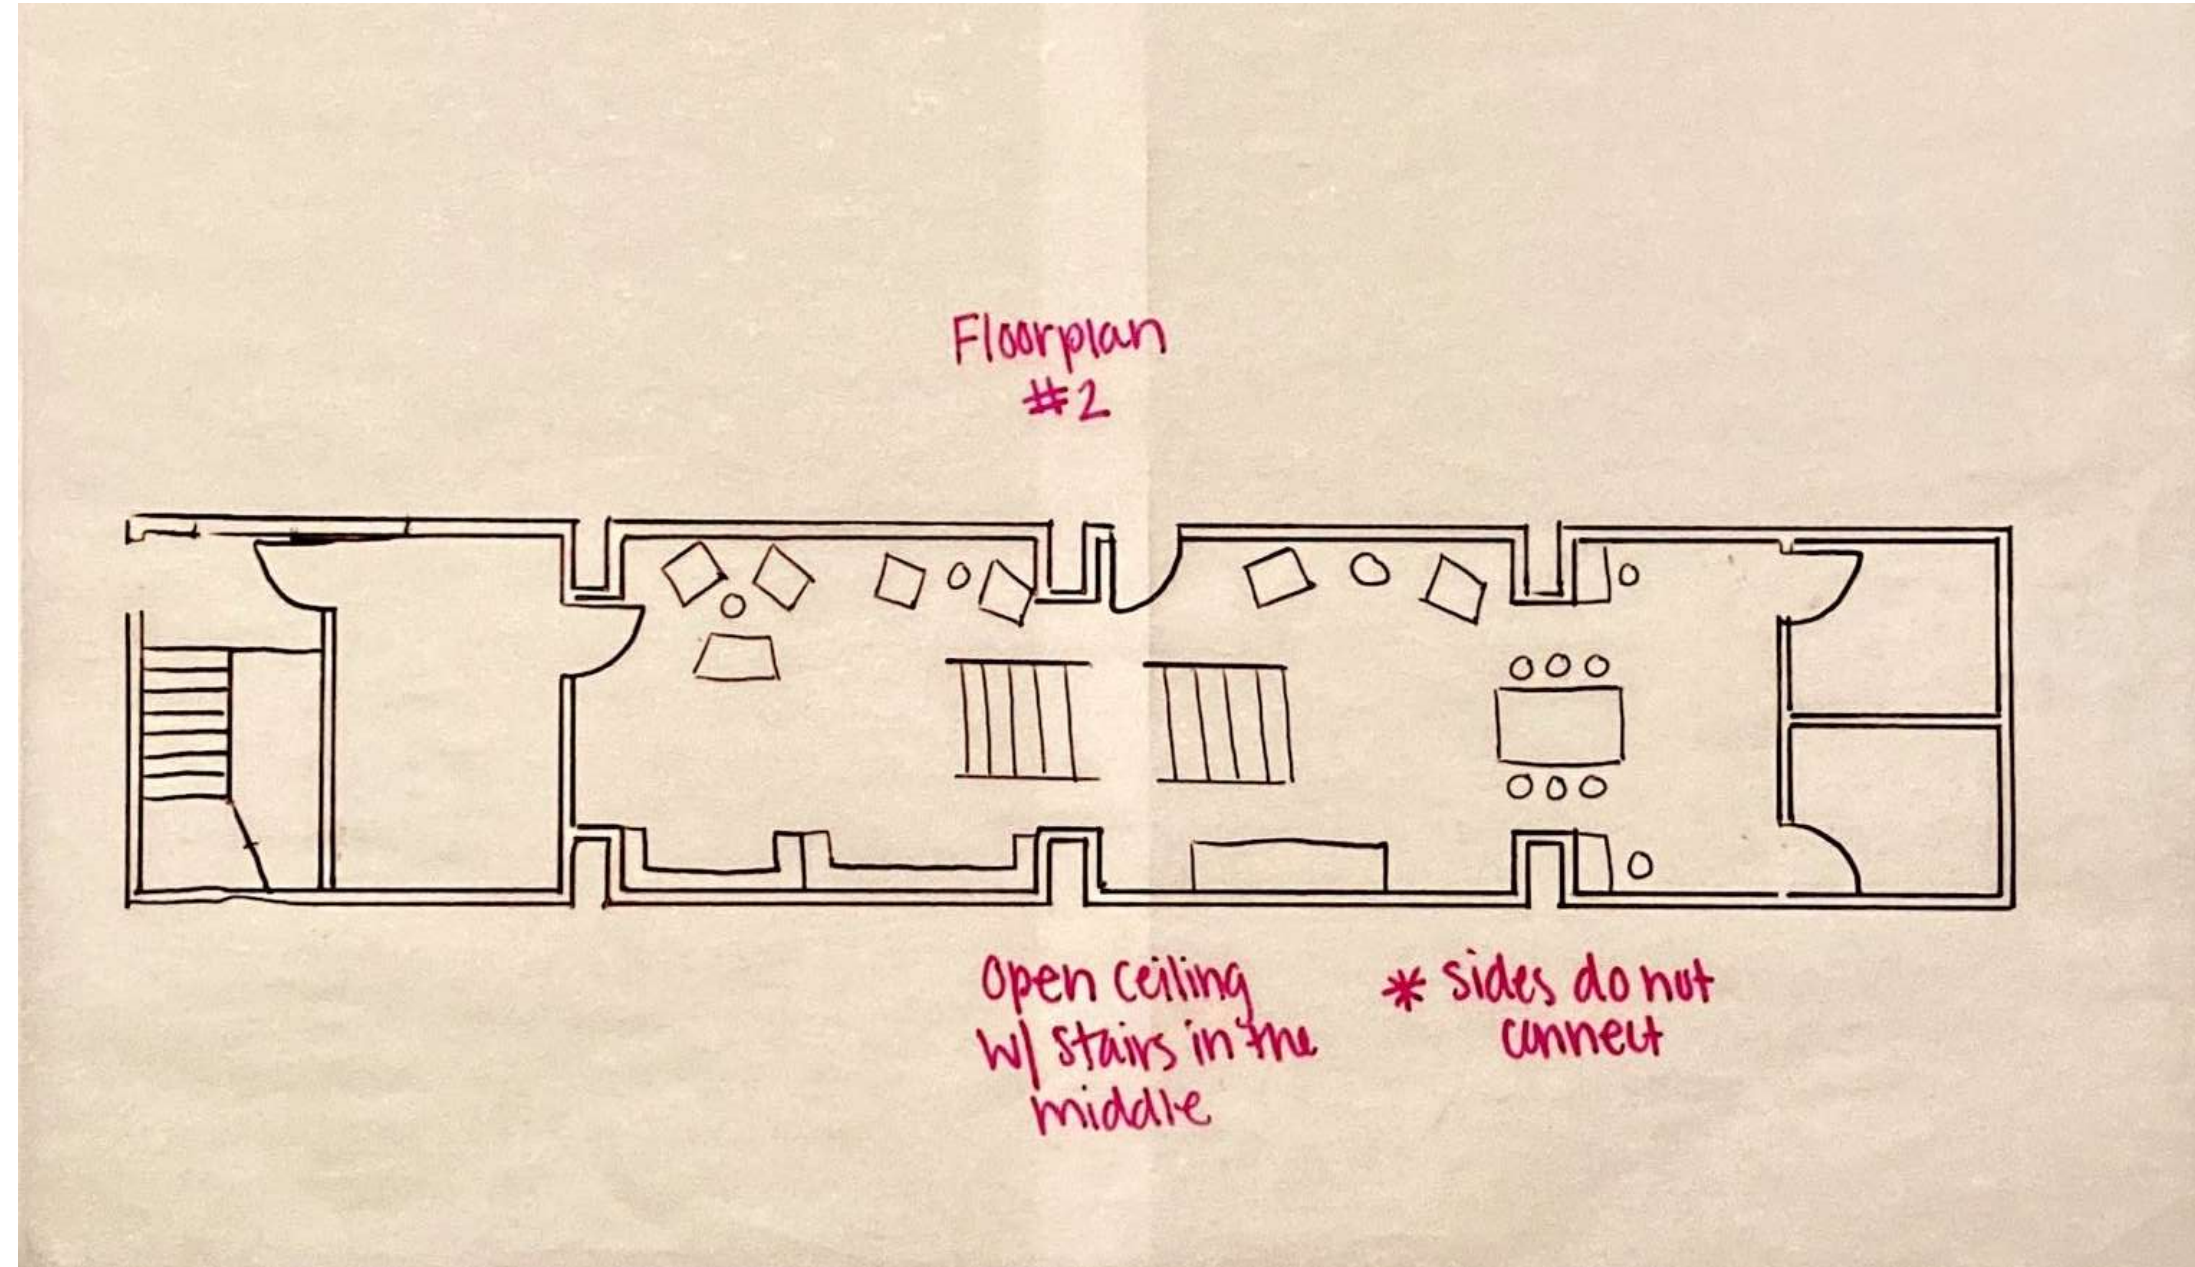 Floorplan
#2
Open ceiling
w/ stairs in the
middle
* sides do not
connect